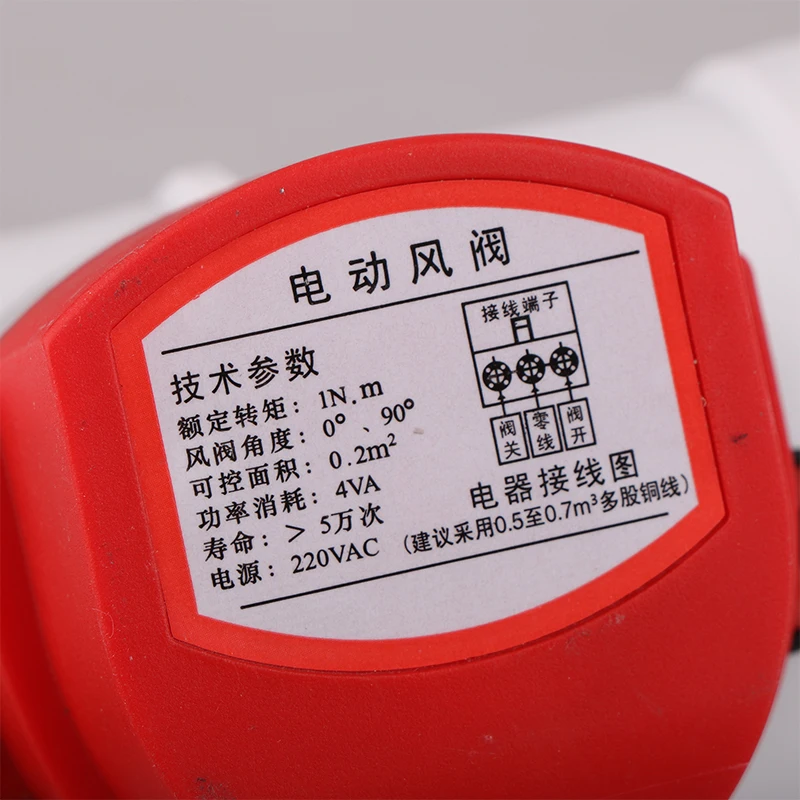 电动风阀
技术参数
额定转矩：1N.m
风阀角度：0°、90°
可控面积：0.2m²
功率消耗：4VA
寿命：＞5万次
电源：220VAC
接线端子
阀关
零线
阀开
电器接线图
(建议采用0.5至0.7m³多股铜线)